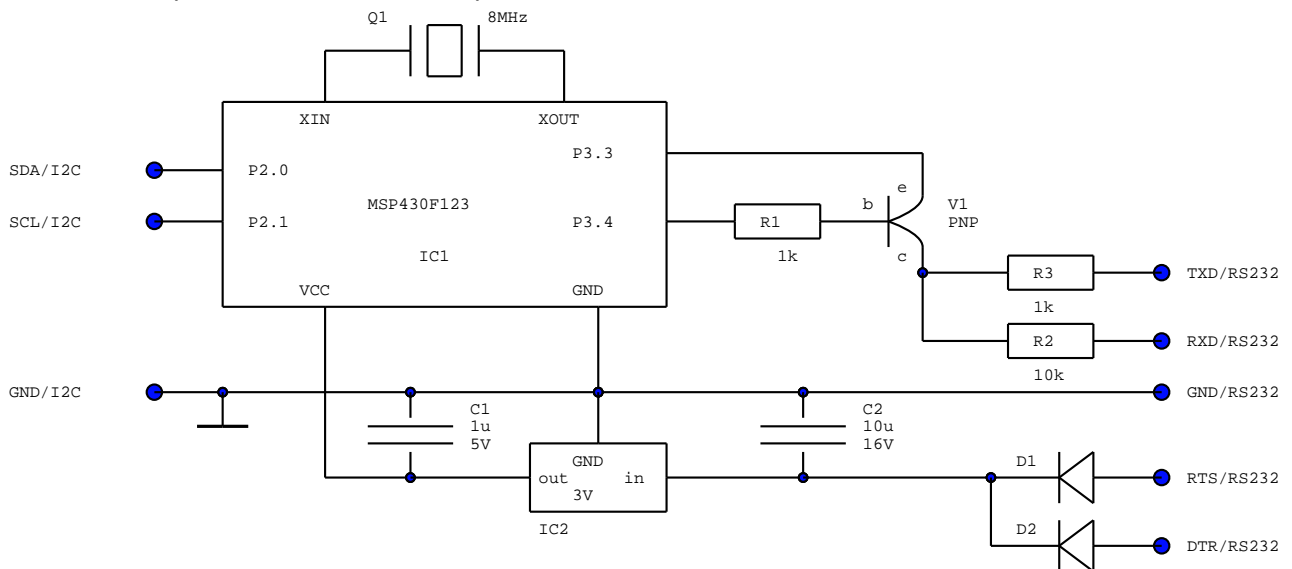 Q1
8MHz
XIN
XOUT
P3.3
SDA/I2C
P2.0
e
MSP430F123
b
V1
SCL/I2C
P2.1
P3.4
R1
PNP
IC1
1k
c
R3
TXD/RS232
VCC
GND
1k
R2
RXD/RS232
10k
GND/I2C
GND/RS232
C1
1u
5V
C2
10u
16V
GND
D1
out
in
RTS/RS232
3V
IC2
D2
DTR/RS232